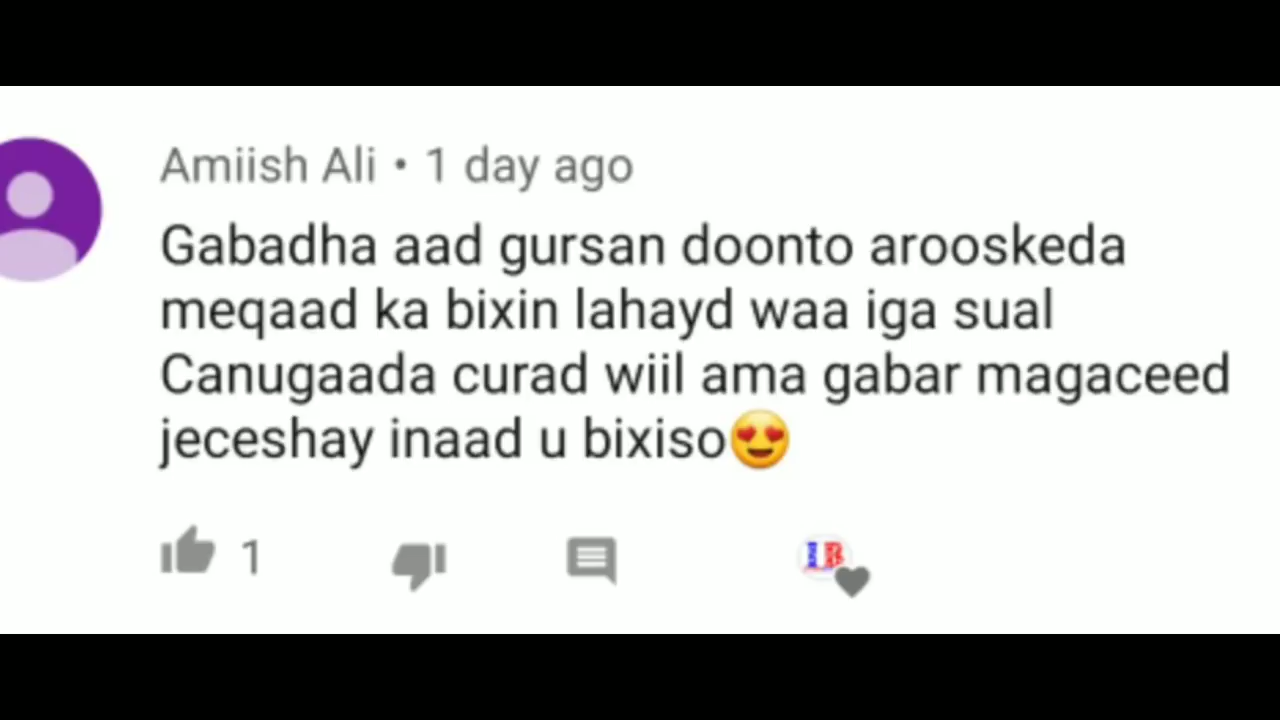 Amiish Ali • 1 day ago
Gabadha aad gursan doonto arooskeda
meqaad ka bixin lahayd waa iga sual
Canugaada curad wiil ama gabar magaceed
jeceshay inaad u bixiso😍
1
LB